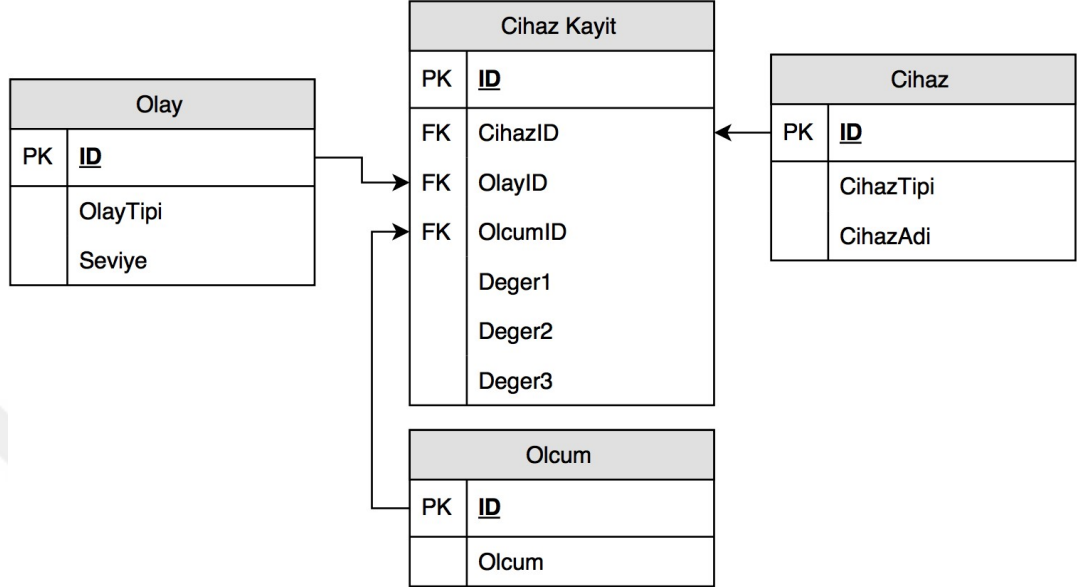 Olay
PK ID
OlayTipi
Seviye
Cihaz Kayit
PK ID
FK CihazID
FK OlayID
FK OlcumID
Deger1
Deger2
Deger3
Cihaz
PK ID
CihazTipi
CihazAdi
Olcum
PK ID
Olcum